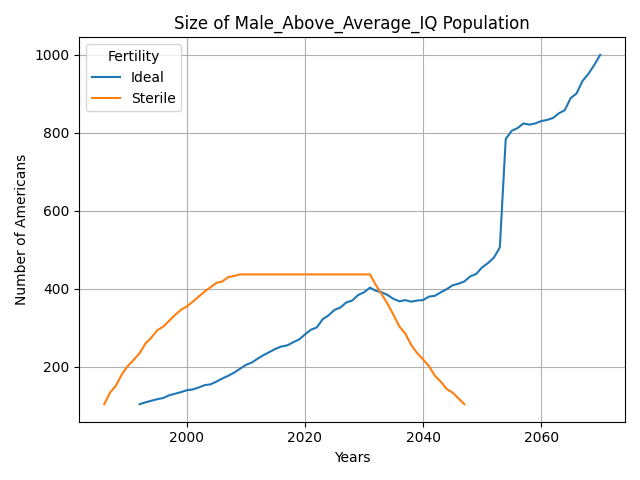 Size of Male_Above_Average_IQ Population
Fertility
Ideal
Sterile
Number of Americans
1000
800
600
400
200
2000
2020
2040
2060
Years